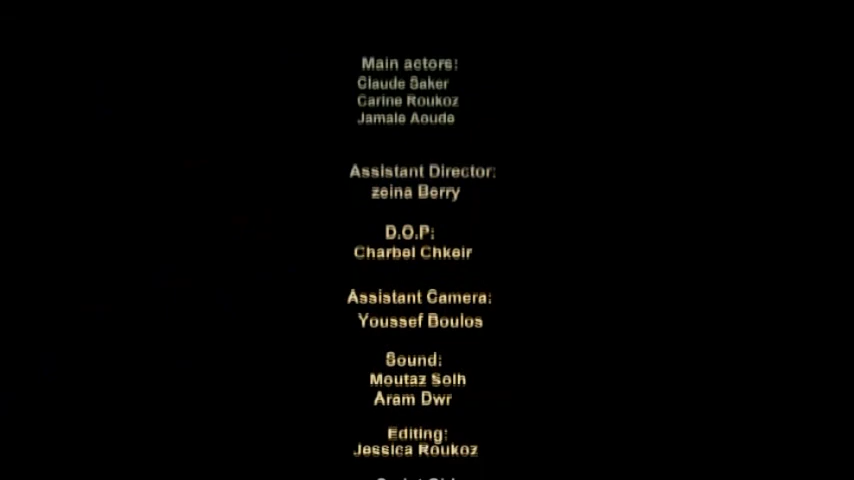 Main actors:
Claude Saker
Carine Roukoz
Jamale Aoude
Assistant Director:
zeina Berry
D.O.P:
Charbel Chkeir
Assistant Camera:
Youssef Boulos
Sound:
Moutaz Solh
Aram Dwr
Editing:
Jessica Roukoz